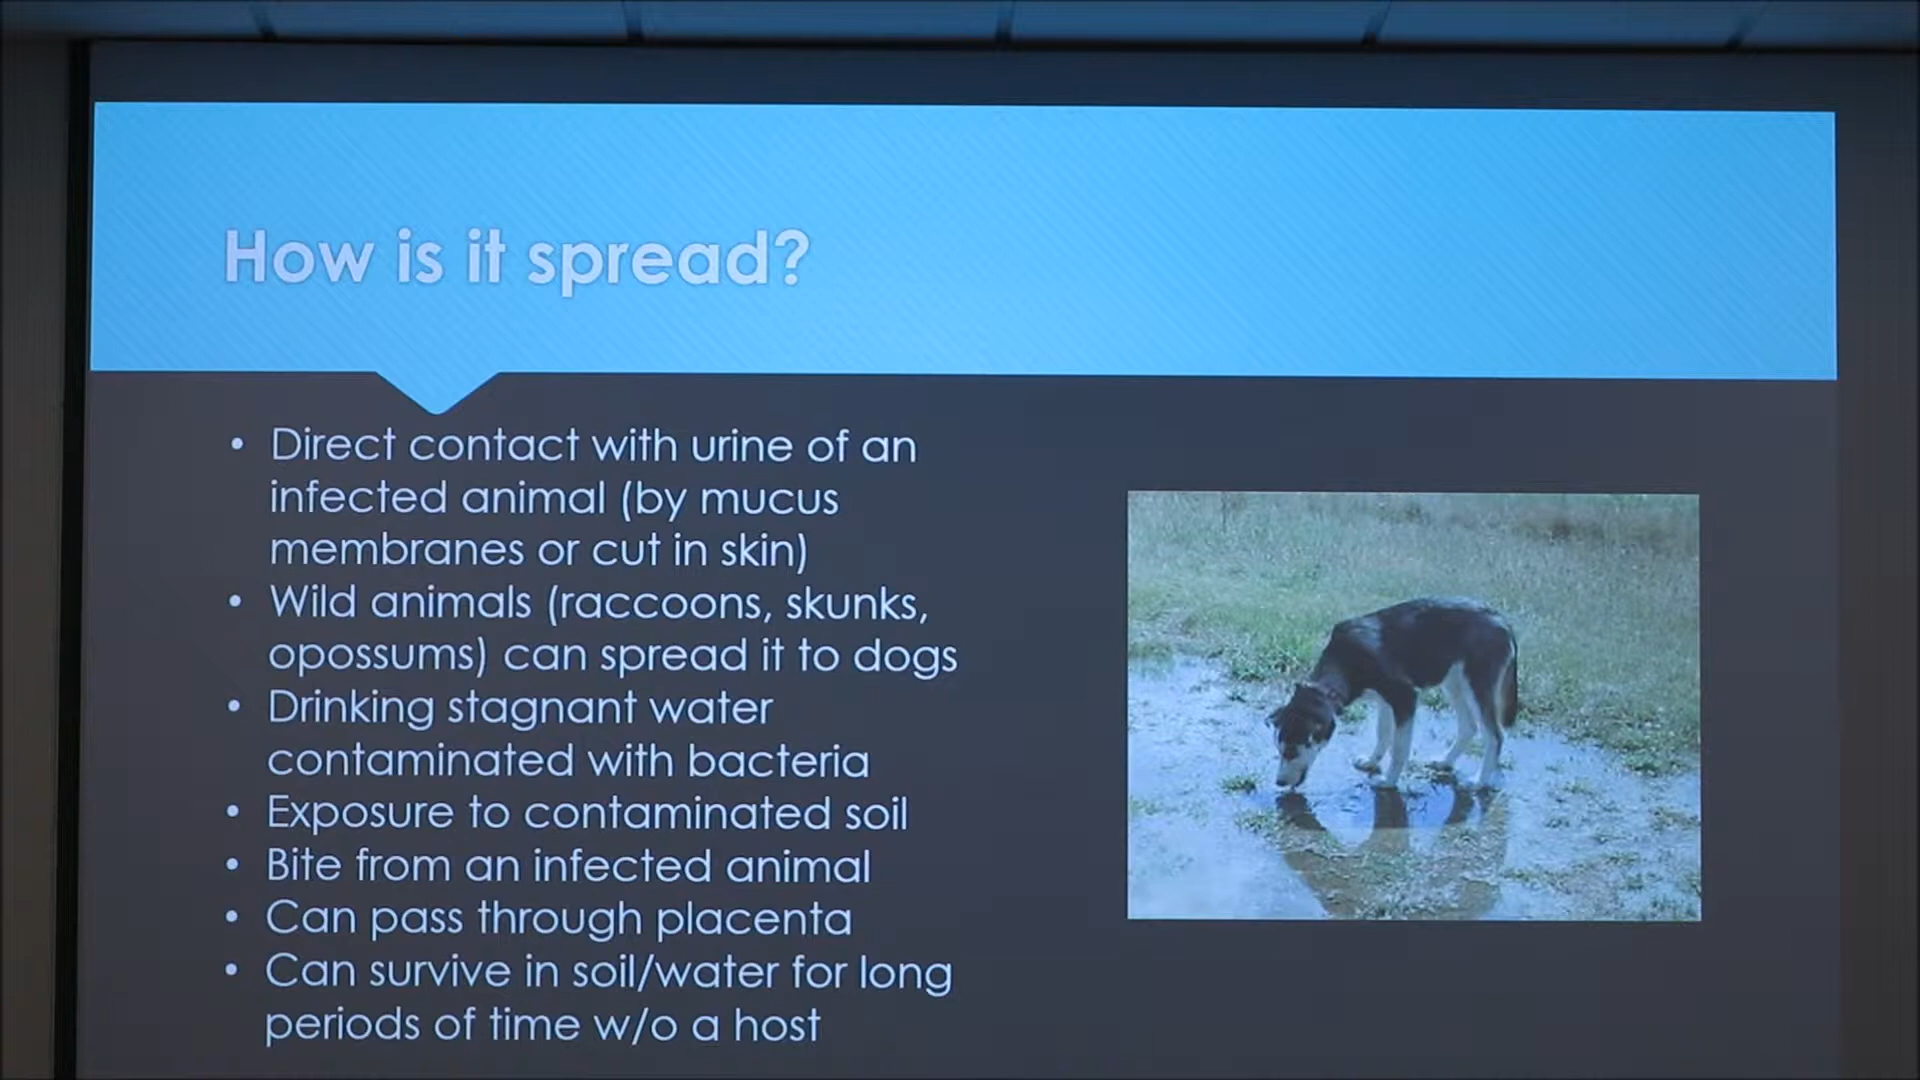 How is it spread?
• Direct contact with urine of an
infected animal (by mucus
membranes or cut in skin)
• Wild animals (raccoons, skunks,
opossums) can spread it to dogs
• Drinking stagnant water
contaminated with bacteria
• Exposure to contaminated soil
• Bite from an infected animal
• Can pass through placenta
• Can survive in soil/water for long
periods of time w/o a host